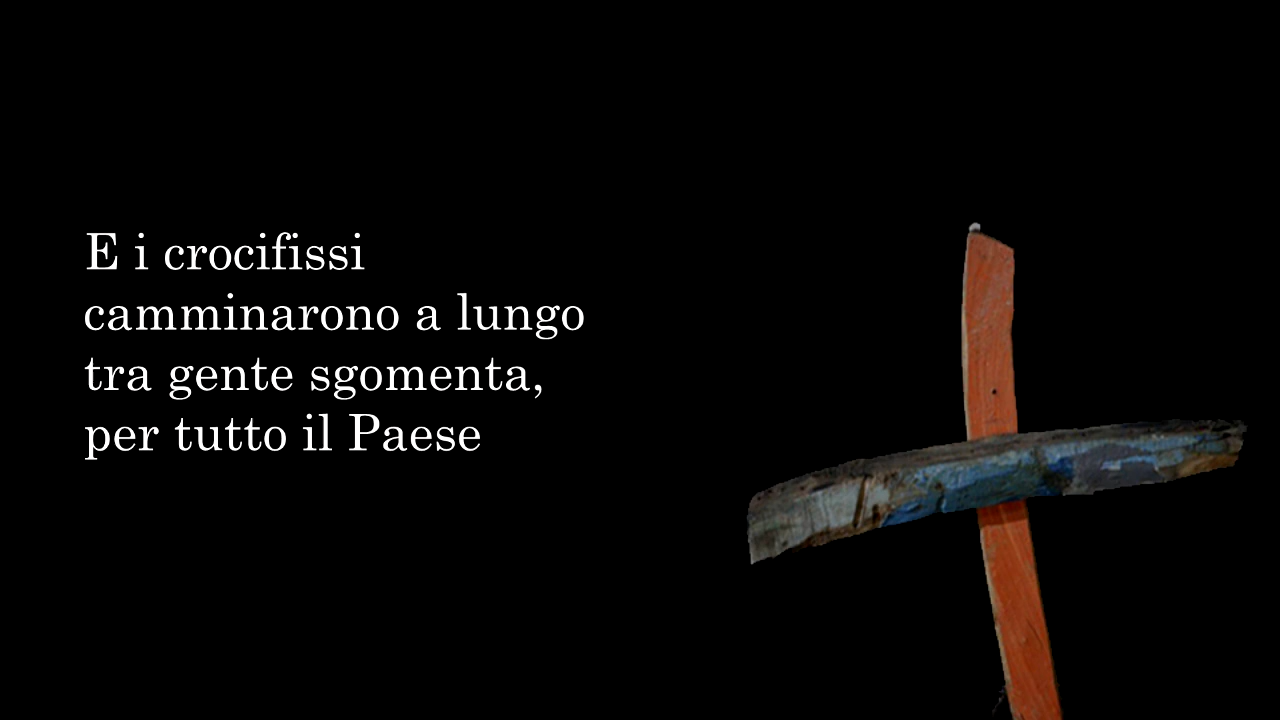 E i crocifissi
camminarono a lungo
tra gente sgomenta,
per tutto il Paese